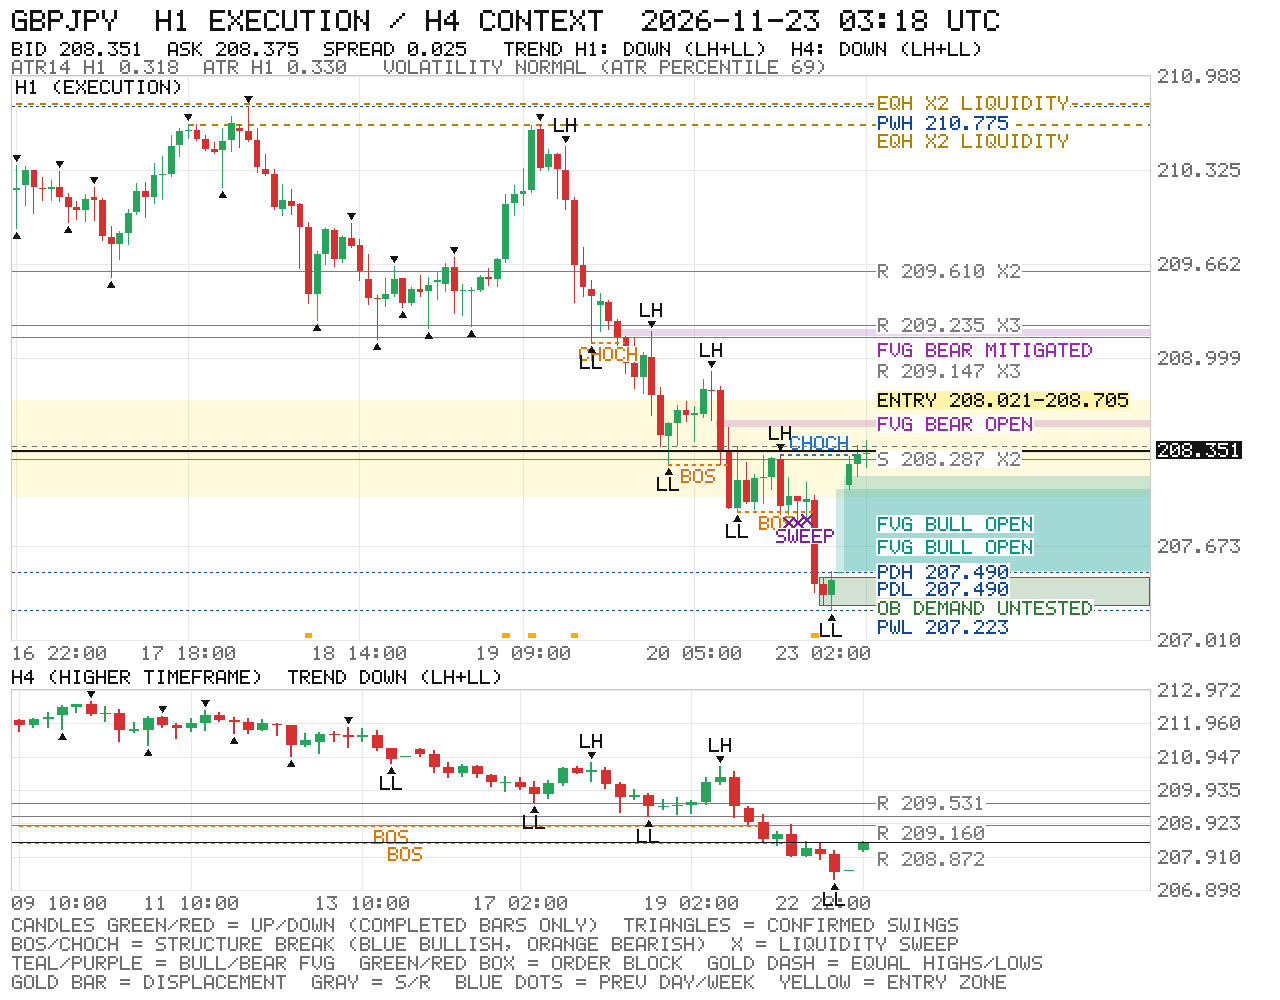 GBPJPY  H1 EXECUTION / H4 CONTEXT  2026-11-23 03:18 UTC
BID 208.351  ASK 208.375  SPREAD 0.025  TREND H1: DOWN (LH+LL)  H4: DOWN (LH+LL)
ATR14 H1 0.318  ATR H1 0.330  VOLATILITY NORMAL (ATR PERCENTILE 69)
H1 (EXECUTION)
210.988
EQH X2 LIQUIDITY
PWH 210.775
LH
EQH X2 LIQUIDITY
210.325
209.662
R 209.610 X2
LH
R 209.235 X3
FVG BEAR MITIGATED
LH
CHOCH
LL
208.999
R 209.147 X3
ENTRY 208.021-208.705
FVG BEAR OPEN
LH
CHOCH
208.351
S 208.287 X2
BOS
LL
FVG BULL OPEN
BOS
LL
SWEEP
FVG BULL OPEN
207.673
PDH 207.490
PDL 207.490
OB DEMAND UNTESTED
PWL 207.223
LL
207.010
16 22:00  17 18:00  18 14:00  19 09:00  20 05:00  23 02:00
H4 (HIGHER TIMEFRAME)  TREND DOWN (LH+LL)
212.972
211.960
LH
LH
210.947
LL
209.935
R 209.531
LL
208.923
LL
BOS
R 209.160
BOS
207.910
R 208.872
206.898
LL
09 10:00  11 10:00  13 10:00  17 02:00  19 02:00  22 22:00
CANDLES GREEN/RED = UP/DOWN (COMPLETED BARS ONLY)  TRIANGLES = CONFIRMED SWINGS
BOS/CHOCH = STRUCTURE BREAK (BLUE BULLISH, ORANGE BEARISH)  X = LIQUIDITY SWEEP
TEAL/PURPLE = BULL/BEAR FVG  GREEN/RED BOX = ORDER BLOCK  GOLD DASH = EQUAL HIGHS/LOWS
GOLD BAR = DISPLACEMENT  GRAY = S/R  BLUE DOTS = PREV DAY/WEEK  YELLOW = ENTRY ZONE